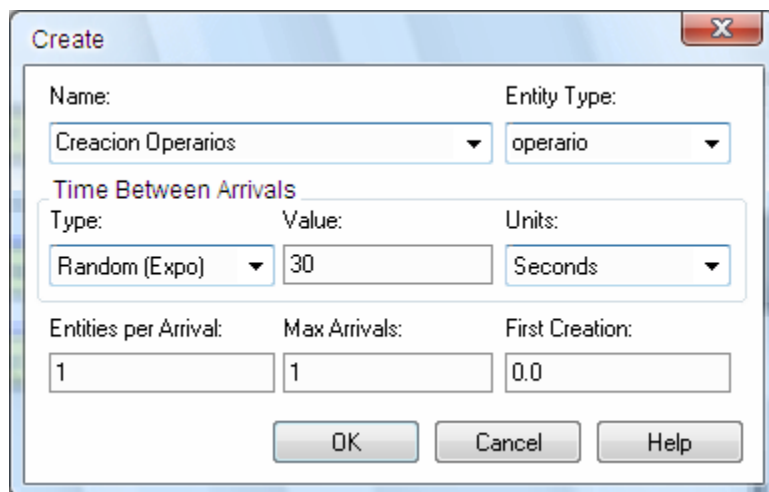 Create
Name: Entity Type:
Creacion Operarios operario
Time Between Arrivals
Type: Value: Units:
Random (Expo) 30 Seconds
Entities per Arrival: Max Arrivals: First Creation:
1 1 0.0
OK Cancel Help